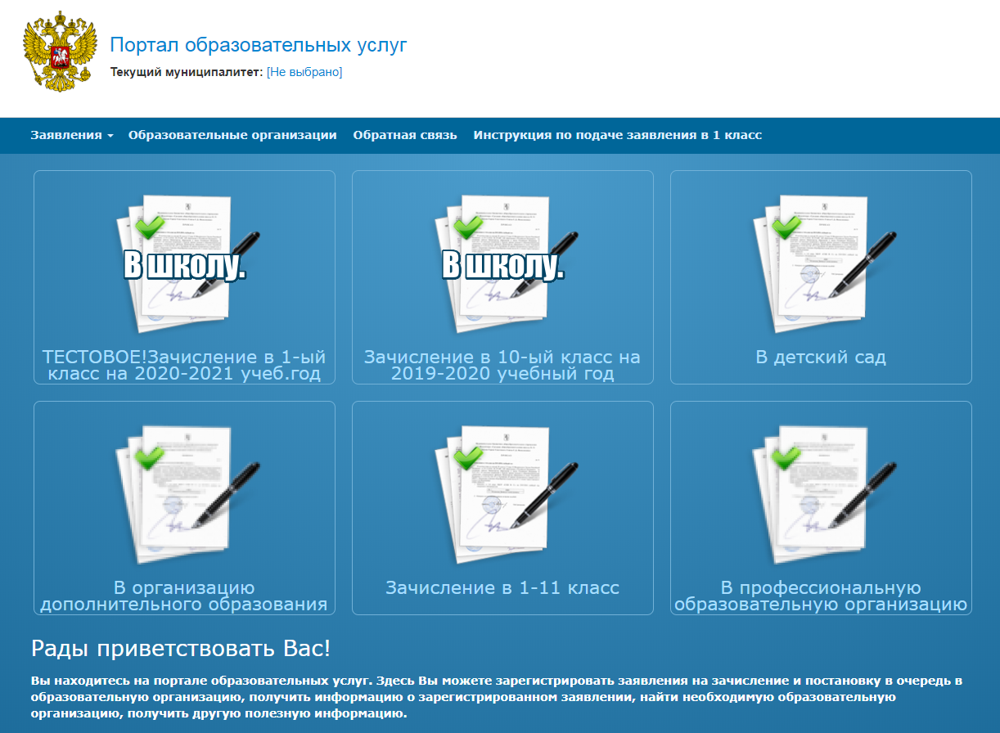 Портал образовательных услуг
Текущий муниципалитет: [Не выбрано]
Заявления Образовательные организации Обратная связь Инструкция по подаче заявления в 1 класс
В школу.
ТЕСТОВОЕ!Зачисление в 1-ый
класс на 2020-2021 учеб.год
В школу.
Зачисление в 10-ый класс на
2019-2020 учебный год
В детский сад
В организацию
дополнительного образования
Зачисление в 1-11 класс
В профессиональную
образовательную организацию
Рады приветствовать Вас!
Вы находитесь на портале образовательных услуг. Здесь Вы можете зарегистрировать заявления на зачисление и постановку в очередь в
образовательную организацию, получить информацию о зарегистрированном заявлении, найти необходимую образовательную
организацию, получить другую полезную информацию.